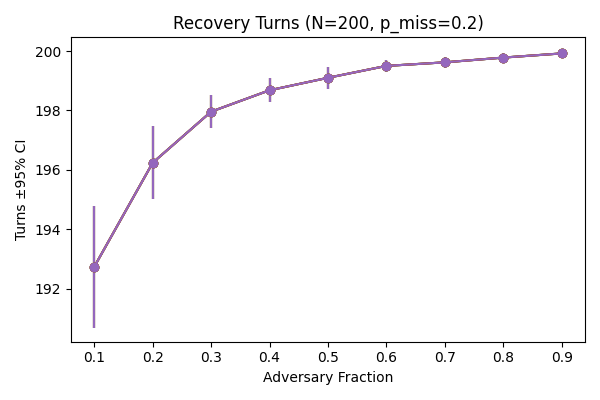 Recovery Turns (N=200, p_miss=0.2)
Turns ±95% CI
200
198
196
194
192
0.1 0.2 0.3 0.4 0.5 0.6 0.7 0.8 0.9
Adversary Fraction